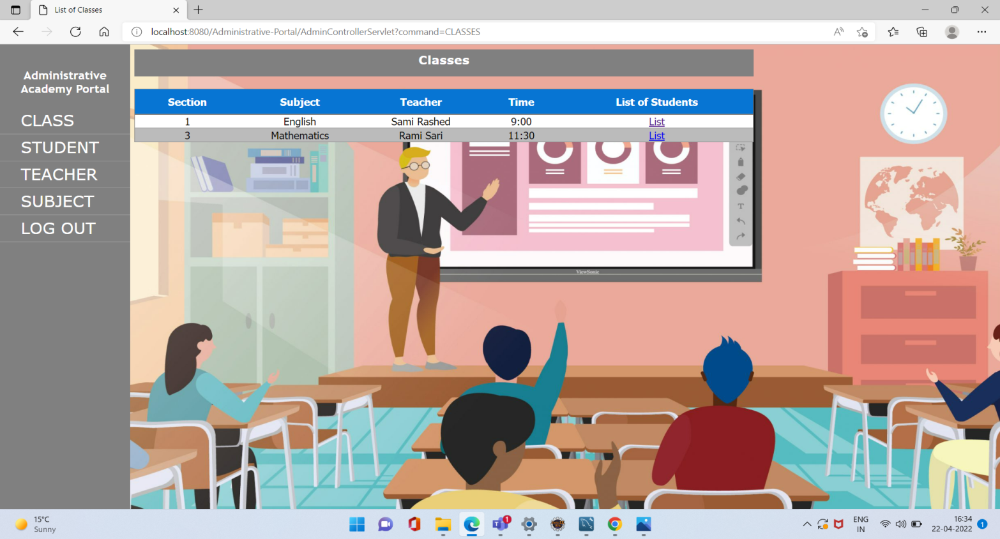 List of Classes
localhost:8080/Administrative-Portal/AdminControllerServlet?command=CLASSES
Administrative
Academy Portal
CLASS
STUDENT
TEACHER
SUBJECT
LOG OUT
Classes
Section Subject Teacher Time List of Students
1 English Sami Rashed 9:00 List
3 Mathematics Rami Sari 11:30 List
T
ViewSonic
15°C
Sunny
1
ENG
IN
16:34
22-04-2022
1